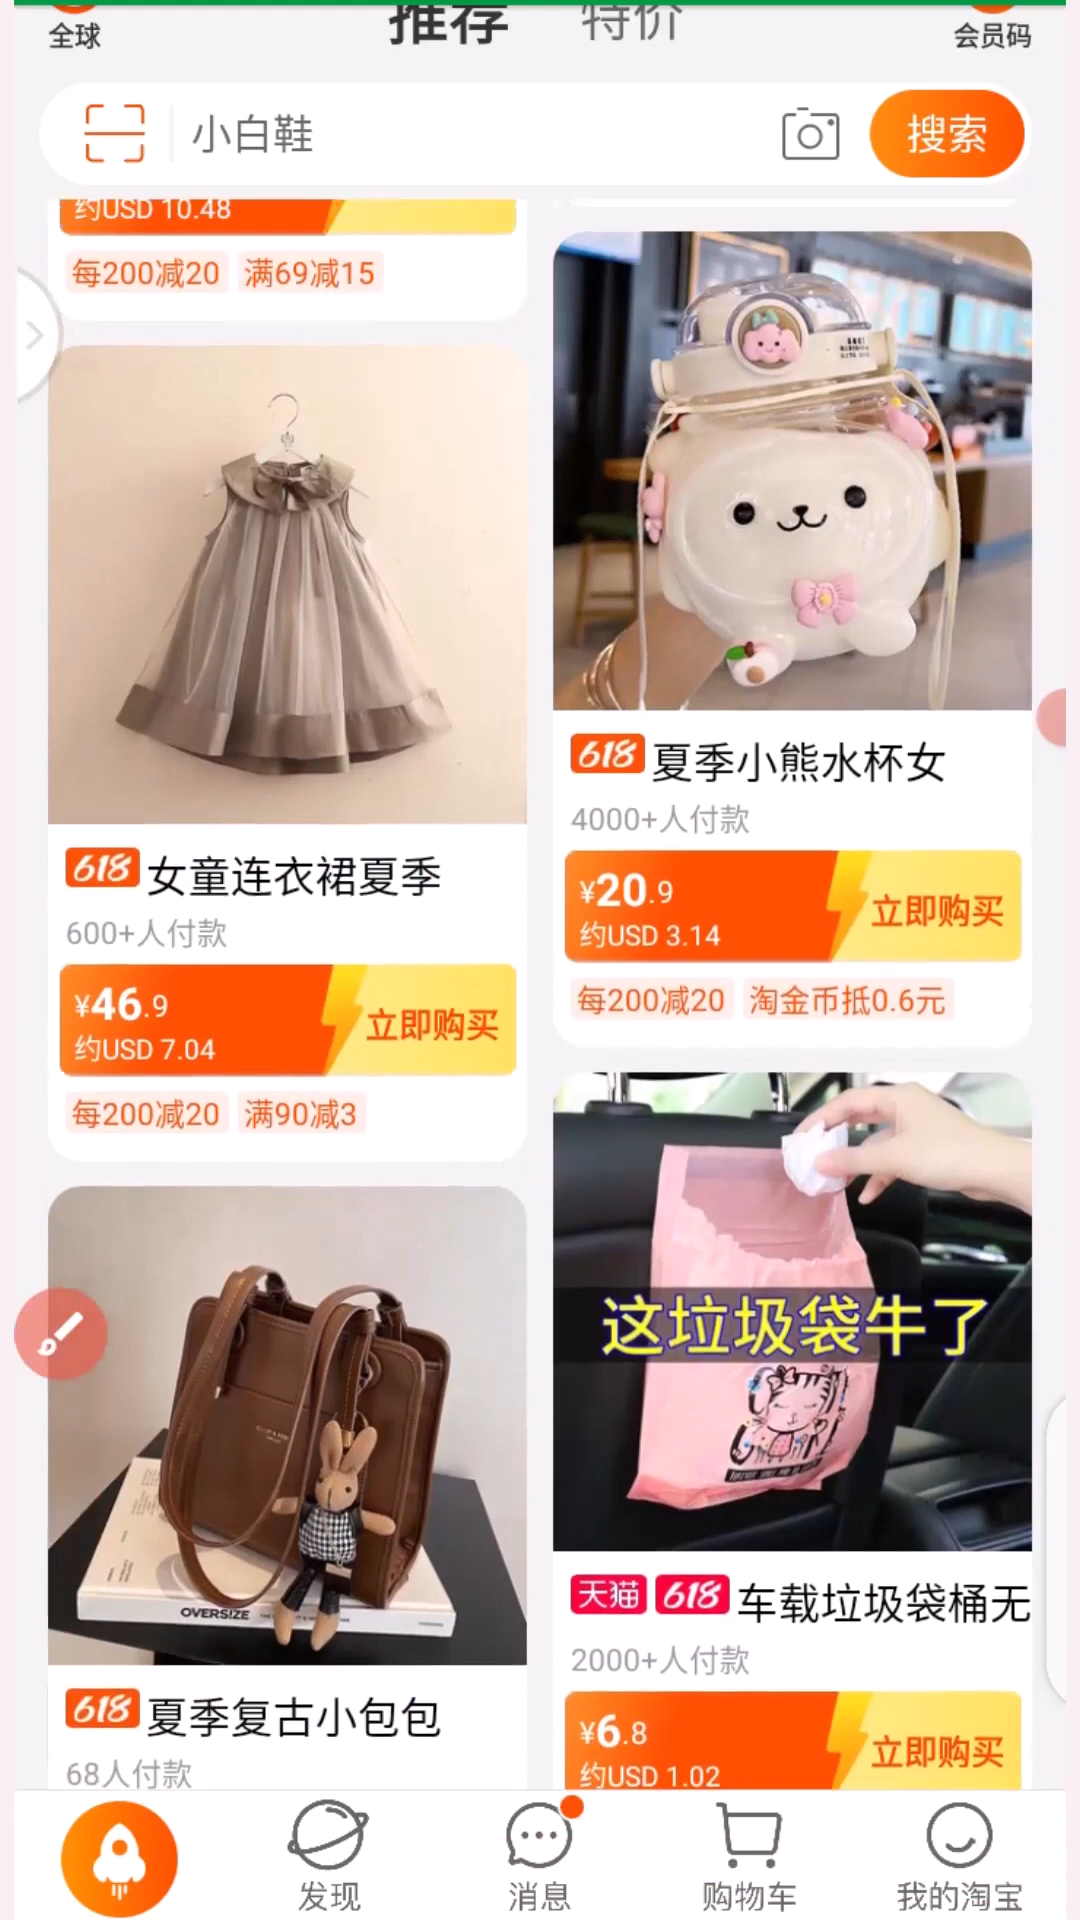 推荐
特价
全球
会员码
小白鞋
搜索
约USD 10.48
每200减20
满69减15
618 女童连衣裙夏季
600+人付款
¥46.9
约USD 7.04
立即购买
每200减20
满90减3
OVERSIZE
618 夏季复古小包包
68人付款
618 夏季小熊水杯女
4000+人付款
¥20.9
约USD 3.14
立即购买
每200减20
淘金币抵0.6元
这垃圾袋牛了
天猫 618 车载垃圾袋桶无
2000+人付款
¥6.8
约USD 1.02
立即购买
发现
消息
购物车
我的淘宝